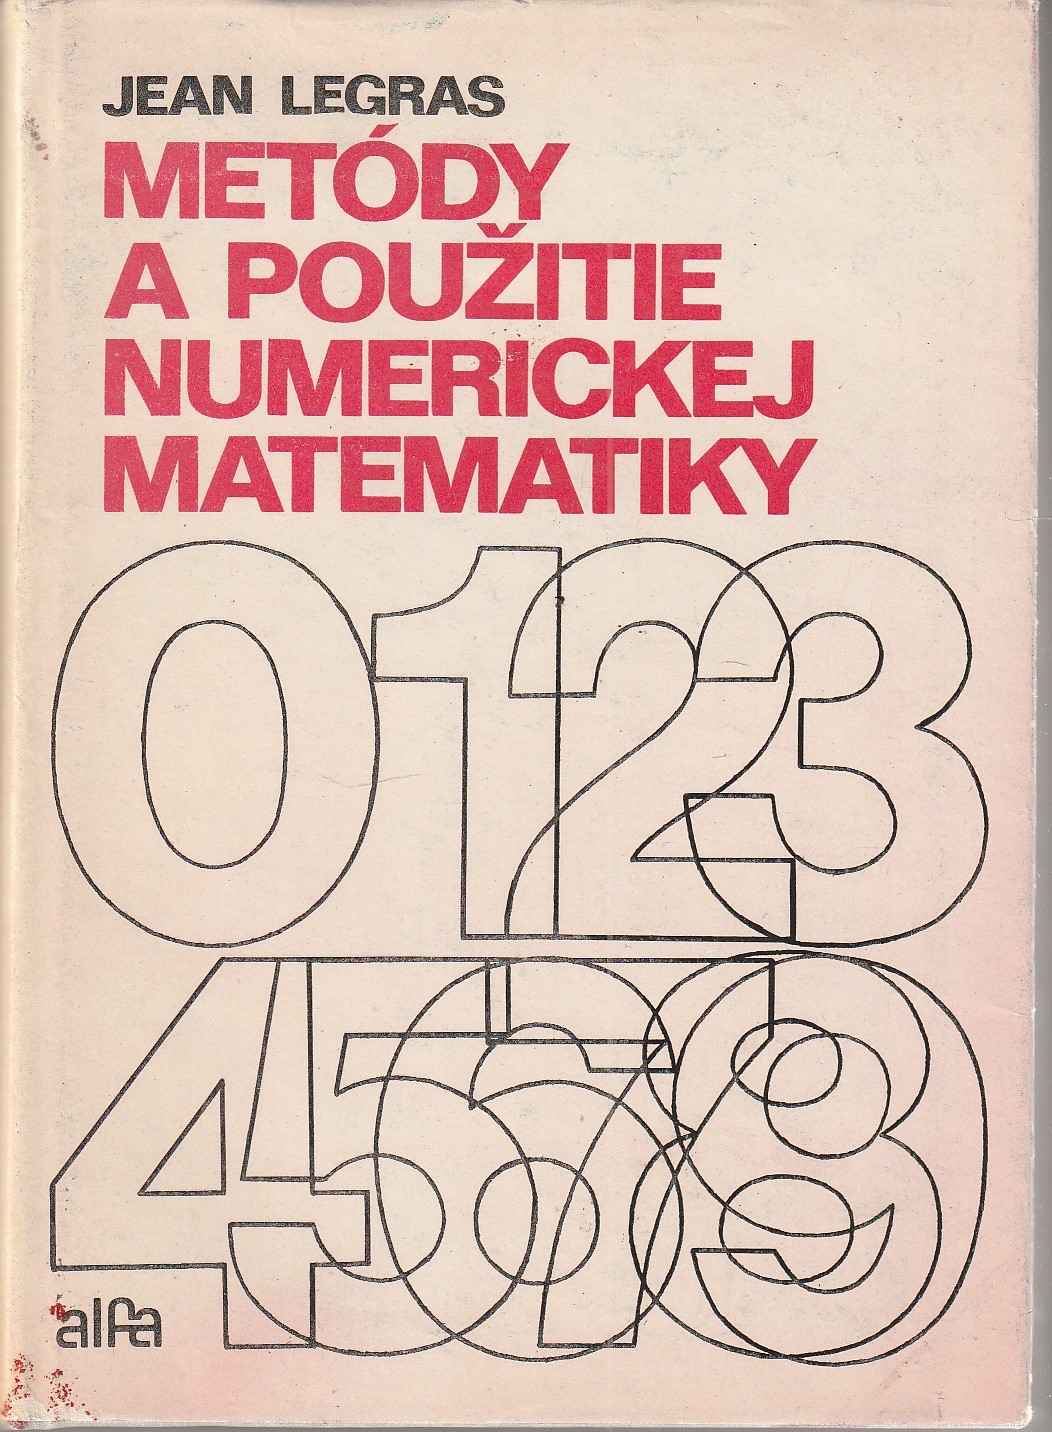 JEAN LEGRAS
METÓDY
A POUŽITIE
NUMERICKEJ
MATEMATIKY
0123
456789
alfa